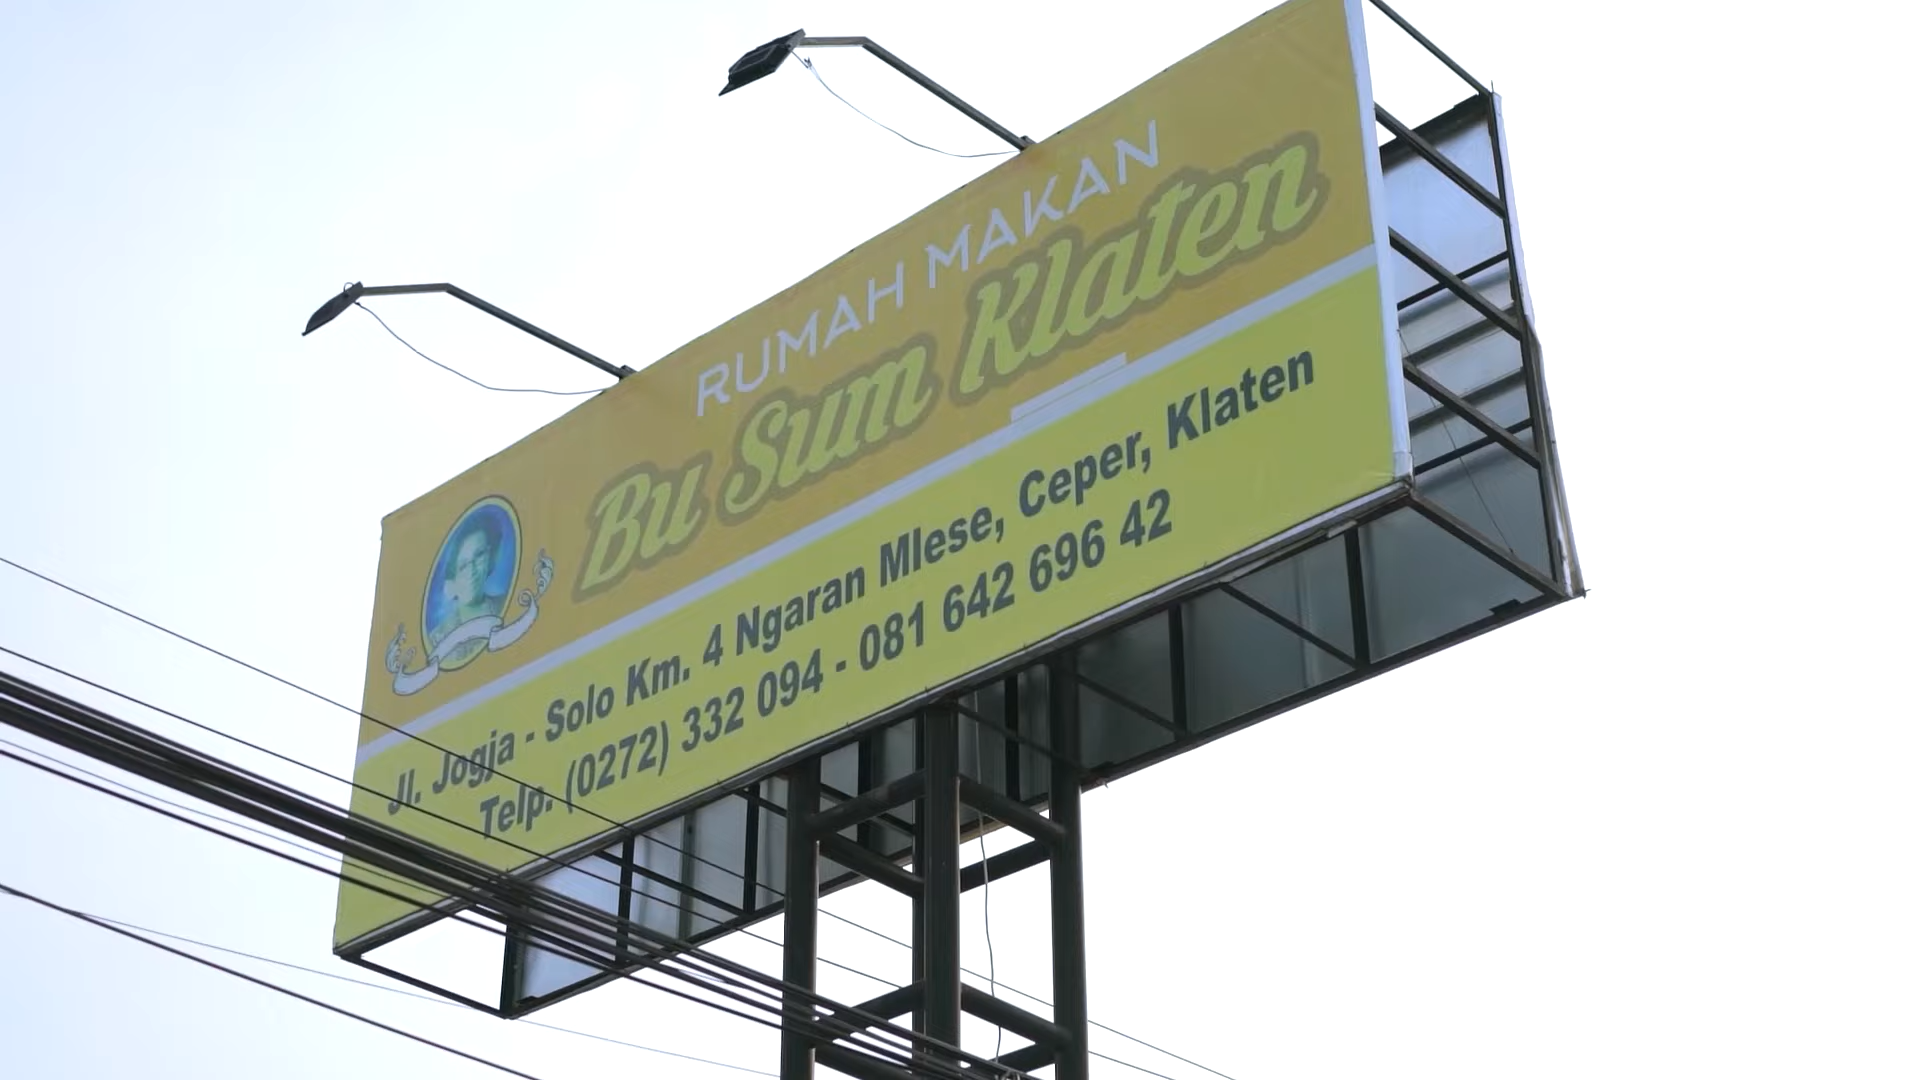 RUMAH MAKAN
Bu Sum Klaten
Jl. Jogja - Solo Km. 4 Ngaran Mlese, Ceper, Klaten
Telp. (0272) 332 094 - 081 642 696 42